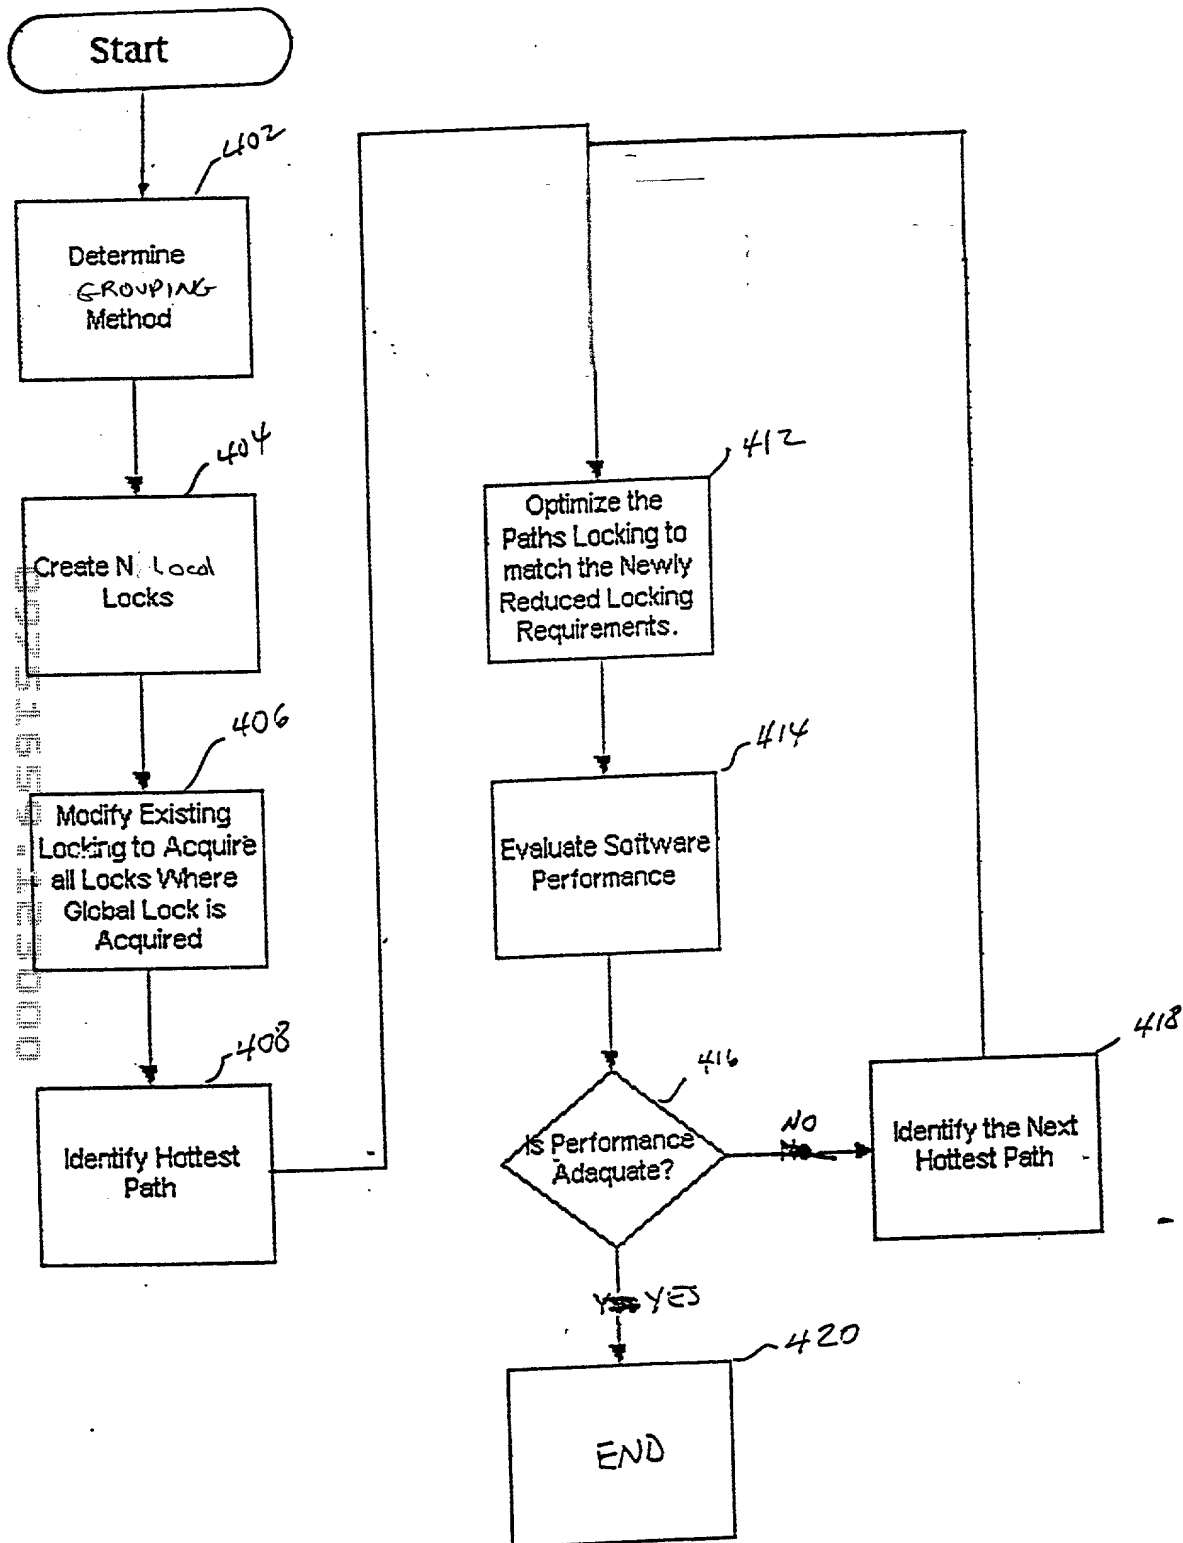 Start
402
Determine
GROUPING
Method
404
Create N Local
Locks
406
Modify Existing
Locking to Acquire
all Locks Where
Global Lock is
Acquired
408
Identify Hottest
Path
412
Optimize the
Paths Locking to
match the Newly
Reduced Locking
Requirements.
414
Evaluate Software
Performance
416
Is Performance
Adaquate?
NO
418
Identify the Next
Hottest Path
YES
420
END